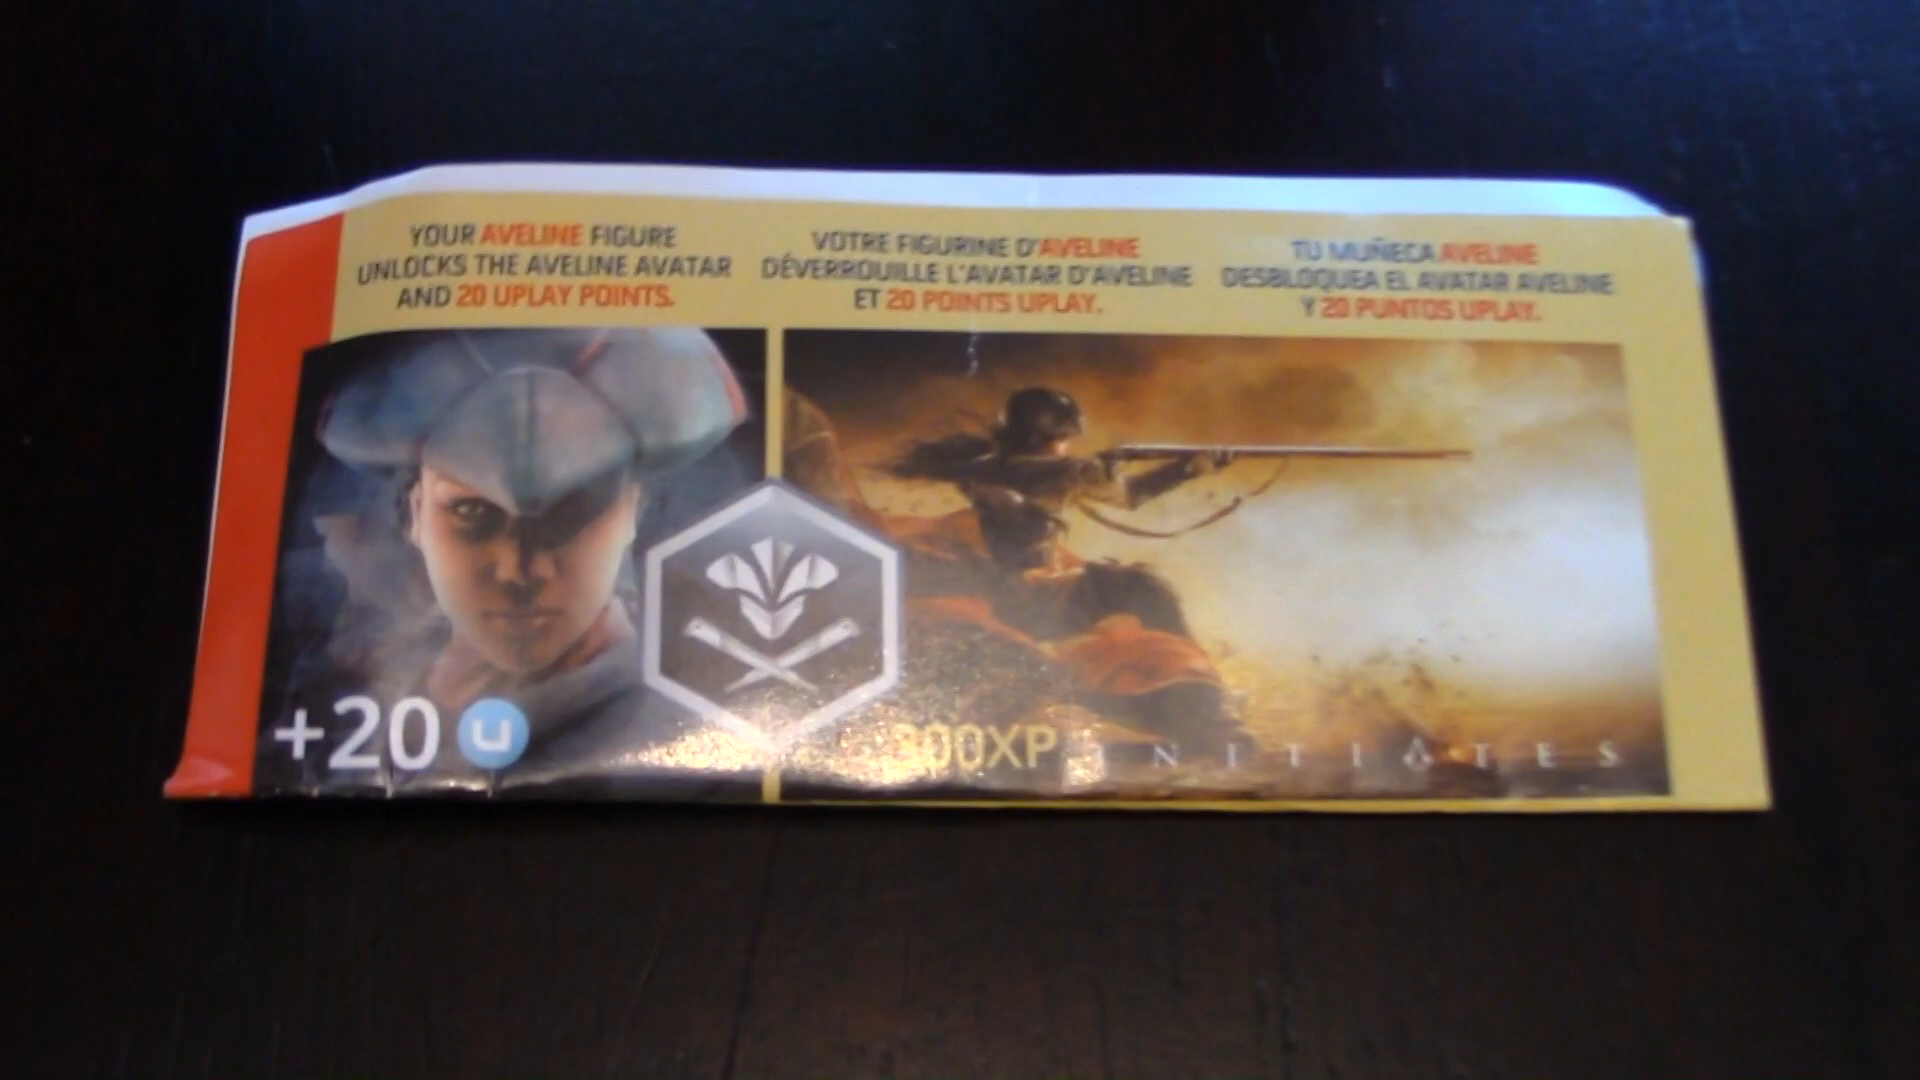 YOUR AVELINE FIGURE
UNLOCKS THE AVELINE AVATAR
AND 20 UPLAY POINTS.
VOTRE FIGURINE D'AVELINE
DÉVERROUILLE L'AVATAR D'AVELINE
ET 20 POINTS UPLAY.
TU MUÑECA AVELINE
DESBLOQUEA EL AVATAR AVELINE
Y 20 PUNTOS UPLAY.
+20 u
300XP
INITIATES